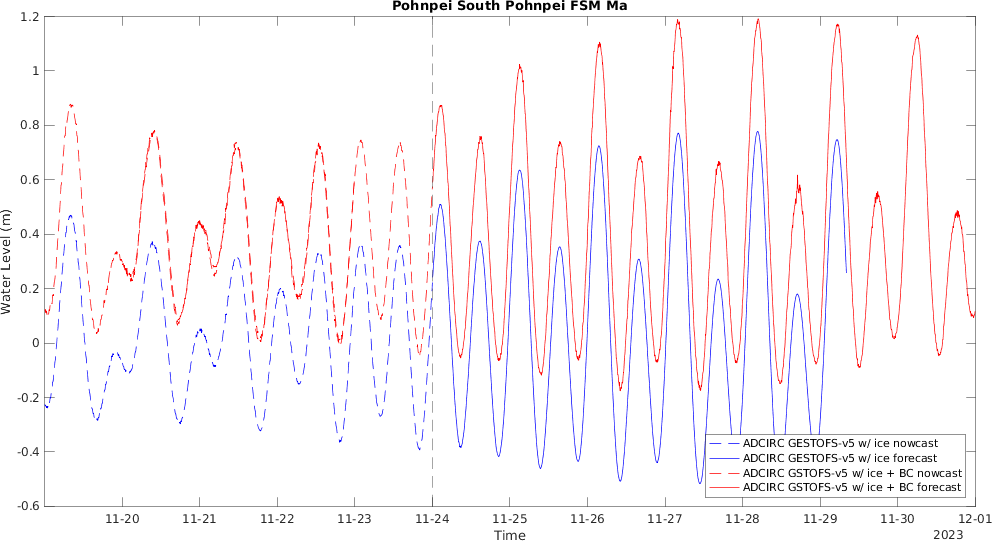 Pohnpei South Pohnpei FSM Ma
1.2
1
0.8
0.6
0.4
0.2
0
-0.2
-0.4
-0.6
Water Level (m)
ADCIRC GESTOFS-v5 w/ ice nowcast
ADCIRC GESTOFS-v5 w/ ice forecast
ADCIRC GSTOFS-v5 w/ ice + BC nowcast
ADCIRC GSTOFS-v5 w/ ice + BC forecast
11-20 11-21 11-22 11-23 11-24 11-25 11-26 11-27 11-28 11-29 11-30 12-01
Time
2023